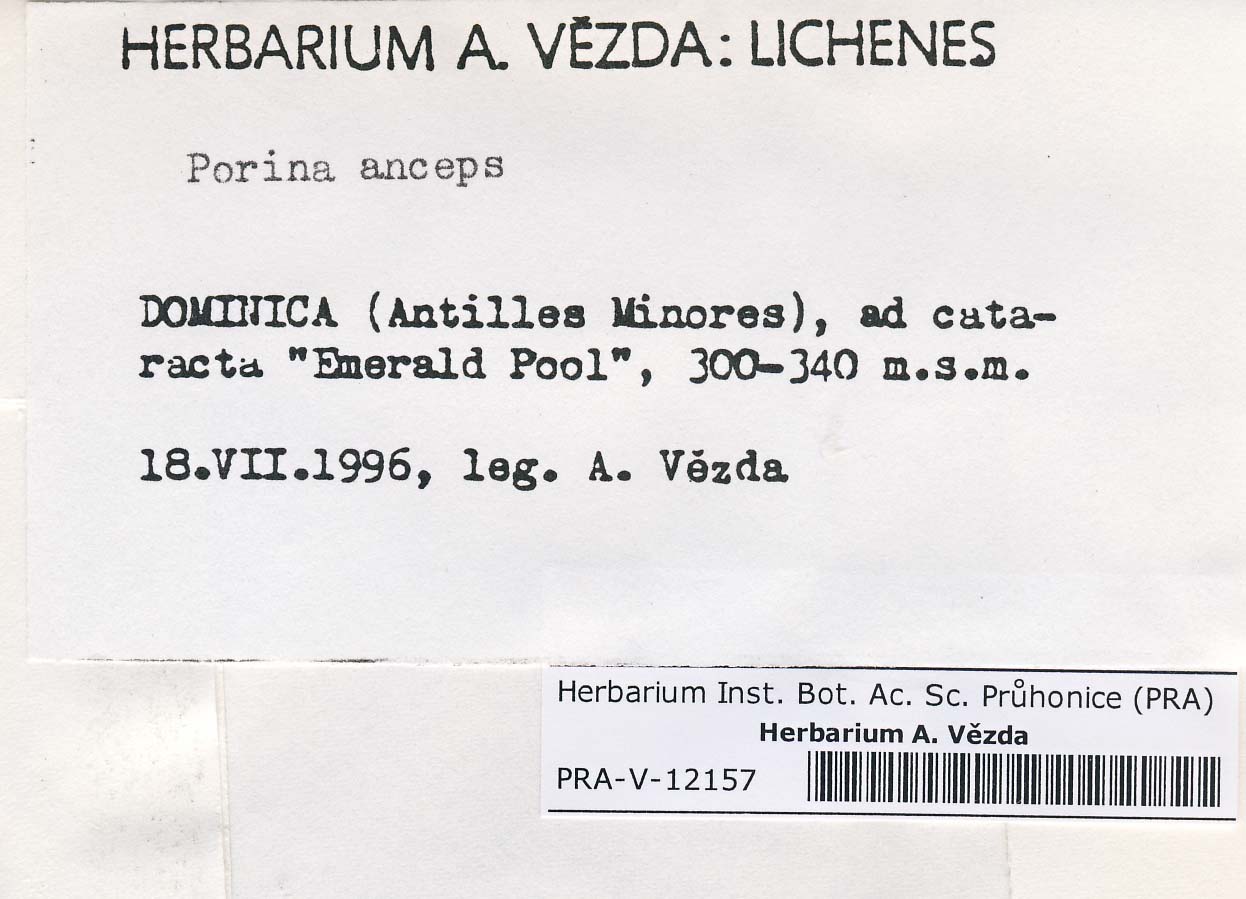 HERBARIUM A. VĚZDA: LICHENES
Porina anceps
DOMINICA (Antilles Minores), ad cata-
racta "Emerald Pool", 300-340 m.s.m.
18.VII.1996, leg. A. Vězda
Herbarium Inst. Bot. Ac. Sc. Průhonice (PRA)
Herbarium A. Vězda
PRA-V-12157